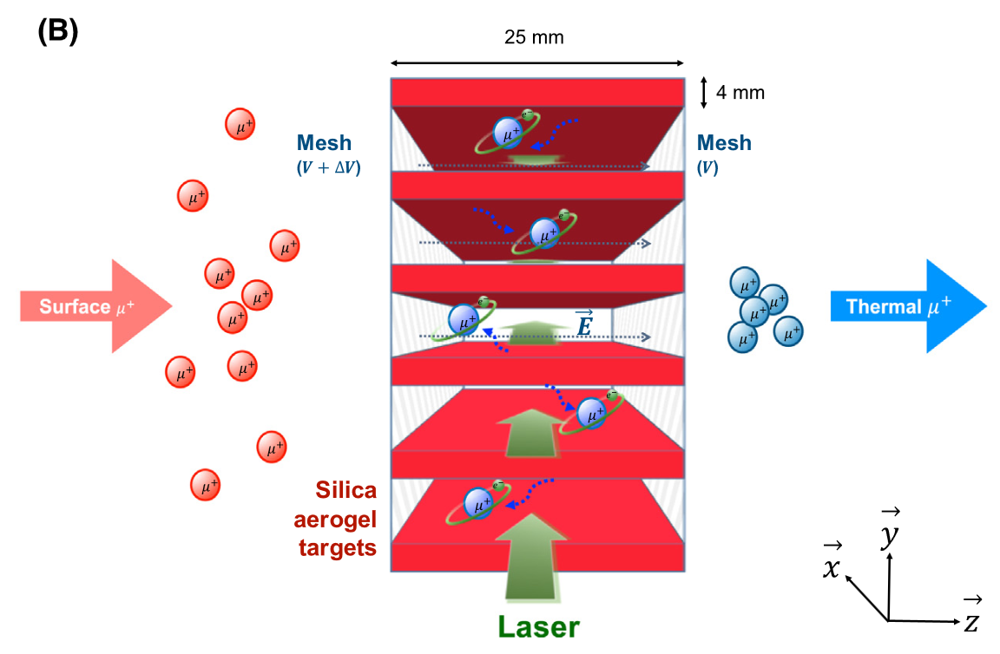 (B)
25 mm
4 mm
μ+
μ+
μ+
μ+
μ+
μ+
μ+
μ+
μ+
μ+
Surface μ+
Mesh
(V + ΔV)
Mesh
(V)
e−
μ+
e−
μ+
e−
μ+
E
e−
μ+
e−
μ+
μ+
μ+
μ+
μ+
μ+
Thermal μ+
Silica
aerogel
targets
Laser
x
y
z